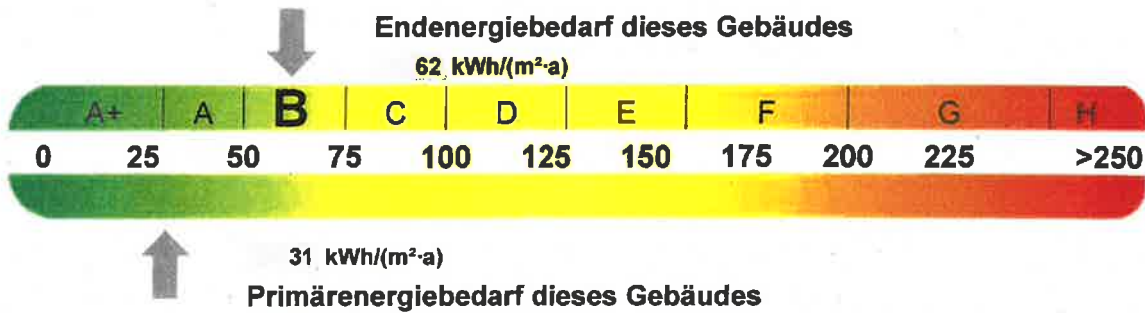 Endenergiebedarf dieses Gebäudes
62 kWh/(m²·a)
A+ A B C D E F G H
0 25 50 75 100 125 150 175 200 225 >250
31 kWh/(m²·a)
Primärenergiebedarf dieses Gebäudes